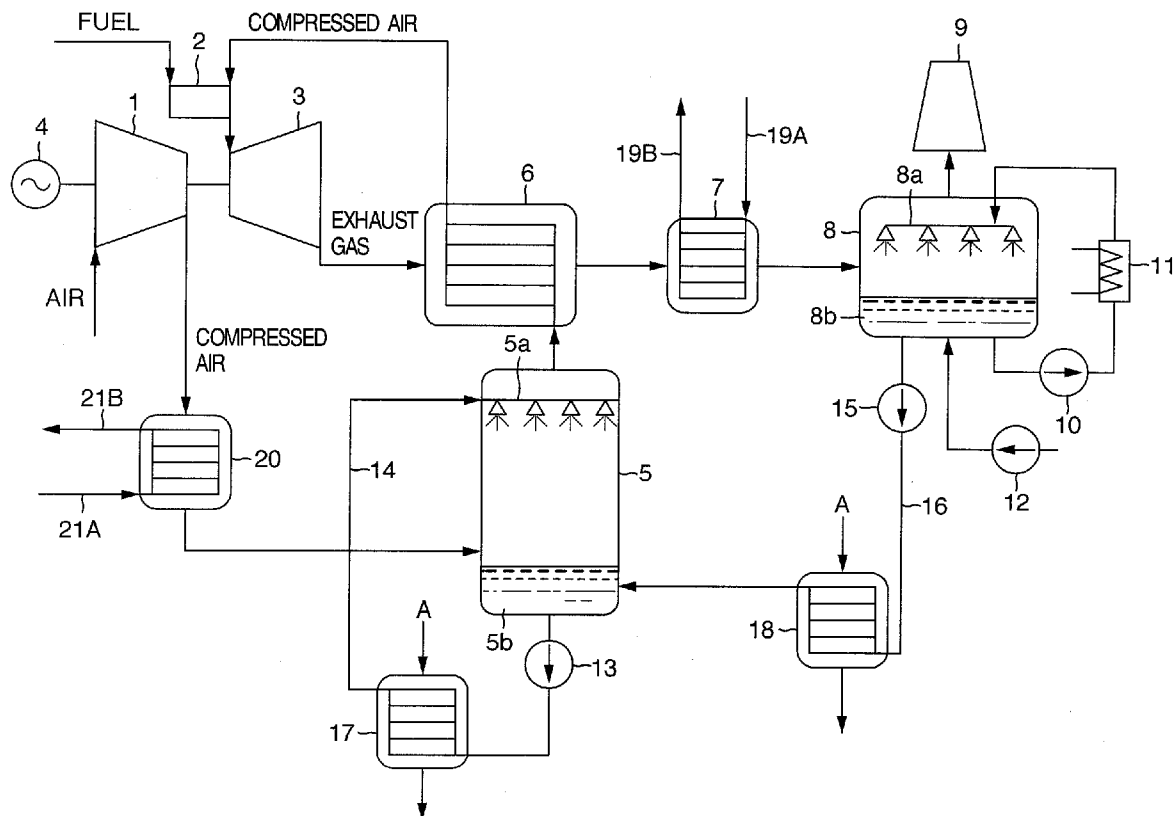 FUEL
COMPRESSED AIR
2
9
1
3
4
19B
19A
6
7
8a
8
EXHAUST
GAS
11
AIR
8b
COMPRESSED
AIR
5a
21B
15
10
20
14
5
12
21A
16
A
A
5b
18
13
17